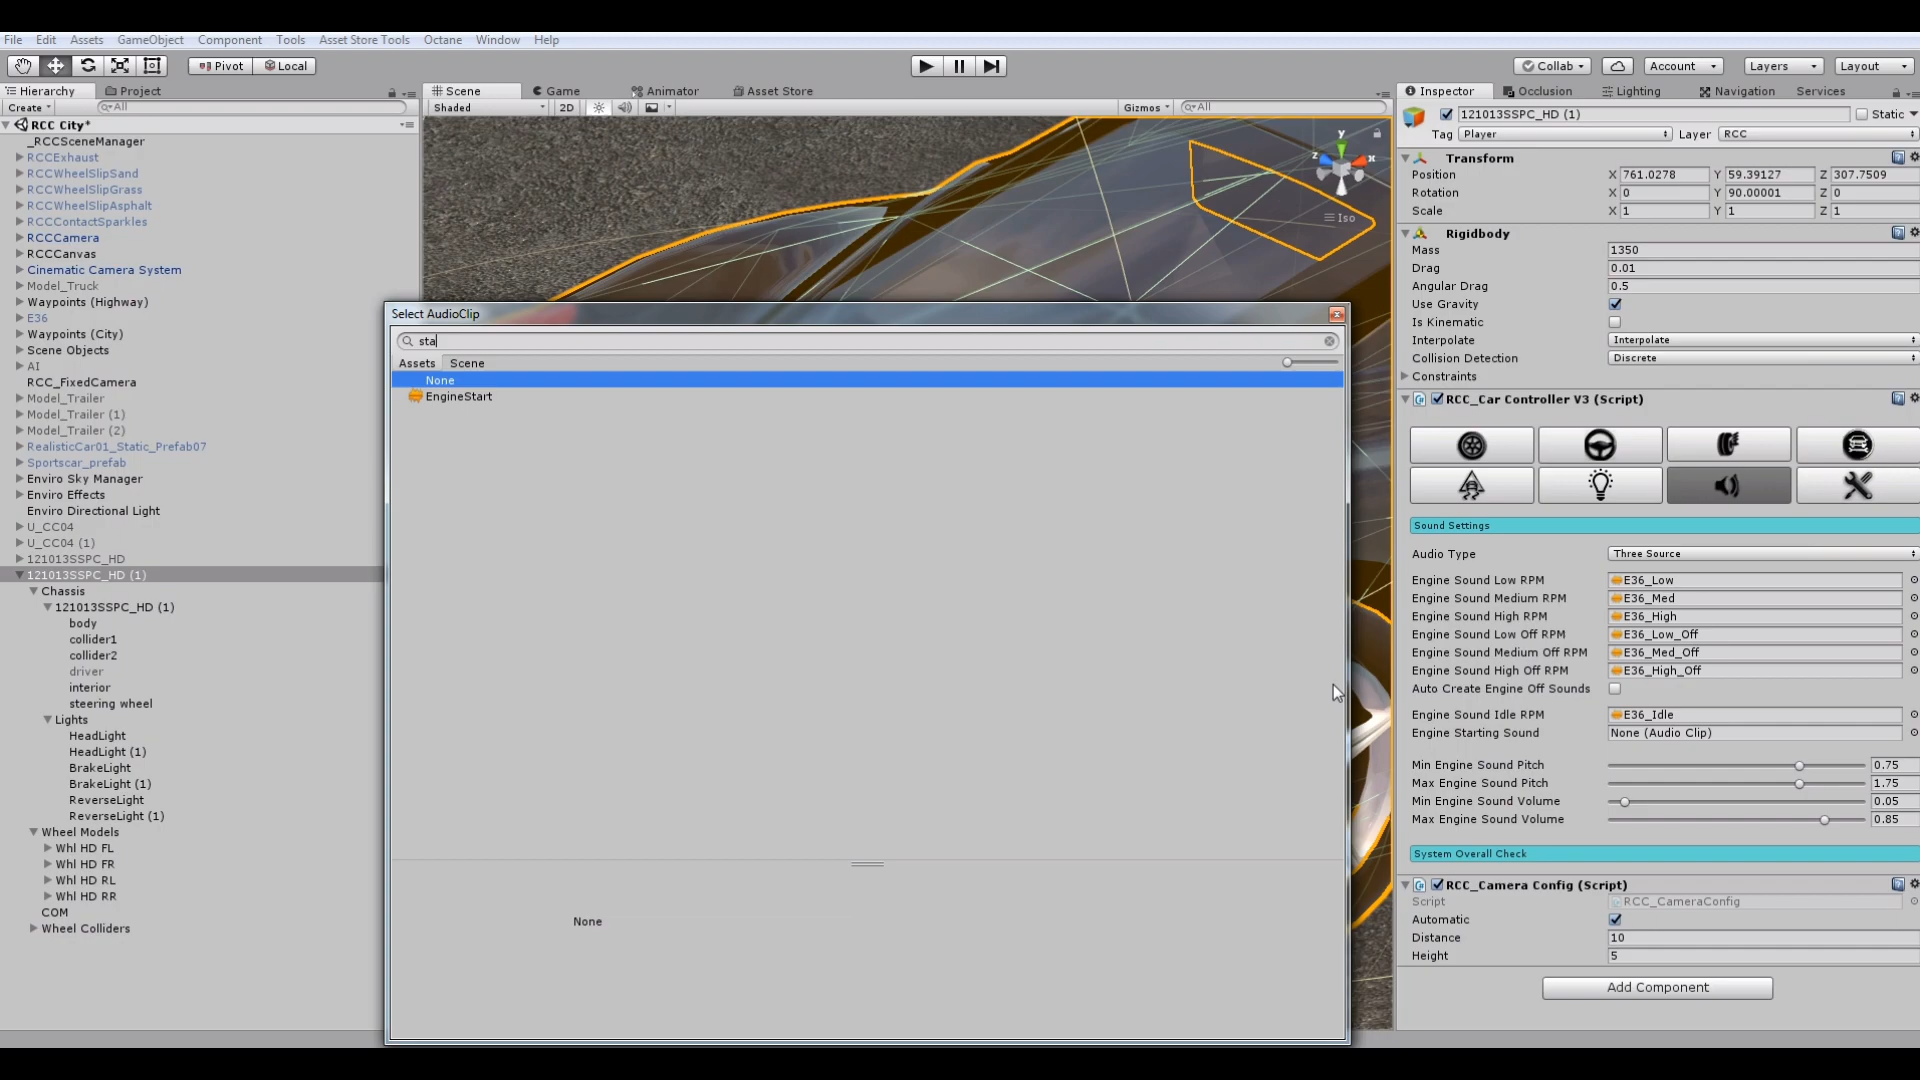 File Edit Assets GameObject Component Tools Asset Store Tools Octane Window Help
Pivot Local Collab Account Layers Layout
Hierarchy Project
Create All
RCC City*
_RCCSceneManager
RCCExhaust
RCCWheelSlipSand
RCCWheelSlipGrass
RCCWheelSlipAsphalt
RCCContactSparkles
RCCCamera
RCCCanvas
Cinematic Camera System
Model_Truck
Waypoints (Highway)
E36
Waypoints (City)
Scene Objects
AI
RCC_FixedCamera
Model_Trailer
Model_Trailer (1)
Model_Trailer (2)
RealisticCar01_Static_Prefab07
Sportscar_prefab
Enviro Sky Manager
Enviro Effects
Enviro Directional Light
U_CC04
U_CC04 (1)
121013SSPC_HD
121013SSPC_HD (1)
Chassis
121013SSPC_HD (1)
body
collider1
collider2
driver
interior
steering wheel
Lights
HeadLight
HeadLight (1)
BrakeLight
BrakeLight (1)
ReverseLight
ReverseLight (1)
Wheel Models
Whl HD FL
Whl HD FR
Whl HD RL
Whl HD RR
COM
Wheel Colliders
Scene Game Animator Asset Store
Shaded 2D Gizmos All
y
z x
Iso
Select AudioClip
sta
Assets Scene
None
EngineStart
None
Inspector Occlusion Lighting Navigation Services
121013SSPC_HD (1) Static
Tag Player Layer RCC
Transform
Position X 761.0278 Y 59.39127 Z 307.7509
Rotation X 0 Y 90.00001 Z 0
Scale X 1 Y 1 Z 1
Rigidbody
Mass 1350
Drag 0.01
Angular Drag 0.5
Use Gravity
Is Kinematic
Interpolate Interpolate
Collision Detection Discrete
Constraints
RCC_Car Controller V3 (Script)
Sound Settings
Audio Type Three Source
Engine Sound Low RPM E36_Low
Engine Sound Medium RPM E36_Med
Engine Sound High RPM E36_High
Engine Sound Low Off RPM E36_Low_Off
Engine Sound Medium Off RPM E36_Med_Off
Engine Sound High Off RPM E36_High_Off
Auto Create Engine Off Sounds
Engine Sound Idle RPM E36_Idle
Engine Starting Sound None (Audio Clip)
Min Engine Sound Pitch 0.75
Max Engine Sound Pitch 1.75
Min Engine Sound Volume 0.05
Max Engine Sound Volume 0.85
System Overall Check
RCC_Camera Config (Script)
Script RCC_CameraConfig
Automatic
Distance 10
Height 5
Add Component